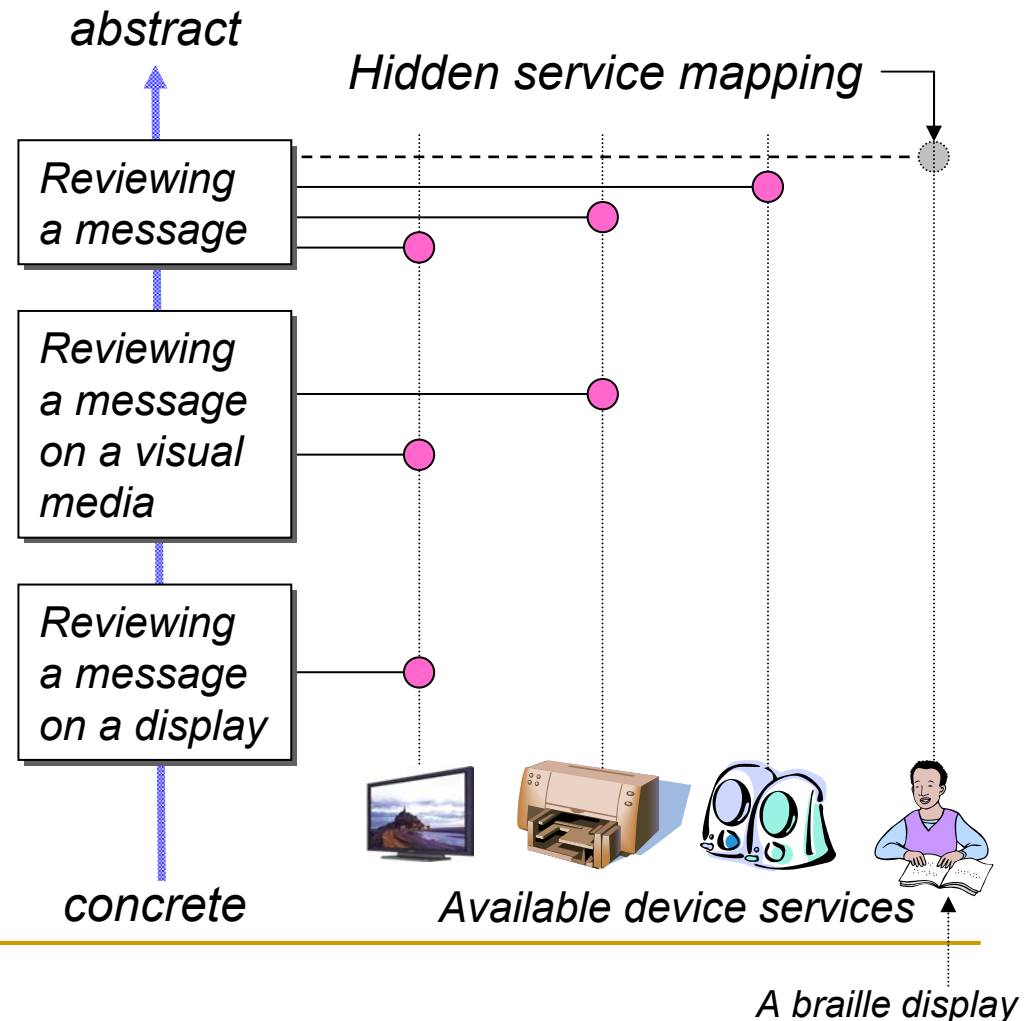 abstract
Hidden service mapping
Reviewing
a message
Reviewing
a message
on a visual
media
Reviewing
a message
on a display
concrete
Available device services
A braille display